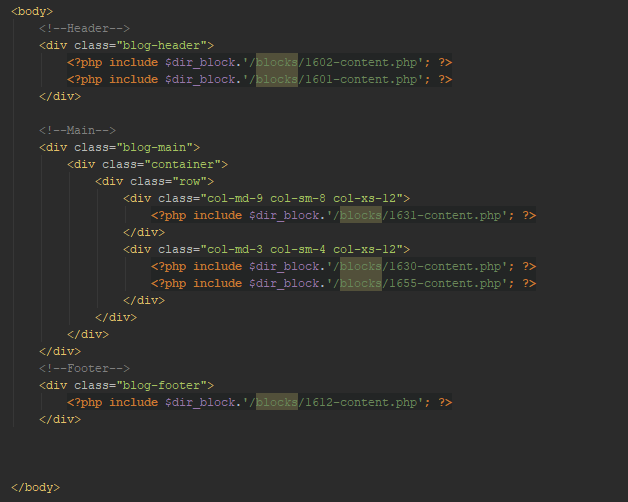 <body>
<!--Header-->
<div class="blog-header">
<?php include $dir_block.'/blocks/1602-content.php'; ?>
<?php include $dir_block.'/blocks/1601-content.php'; ?>
</div>
<!--Main-->
<div class="blog-main">
<div class="container">
<div class="row">
<div class="col-md-9 col-sm-8 col-xs-12">
<?php include $dir_block.'/blocks/1631-content.php'; ?>
</div>
<div class="col-md-3 col-sm-4 col-xs-12">
<?php include $dir_block.'/blocks/1630-content.php'; ?>
<?php include $dir_block.'/blocks/1655-content.php'; ?>
</div>
</div>
</div>
</div>
<!--Footer-->
<div class="blog-footer">
<?php include $dir_block.'/blocks/1612-content.php'; ?>
</div>
</body>